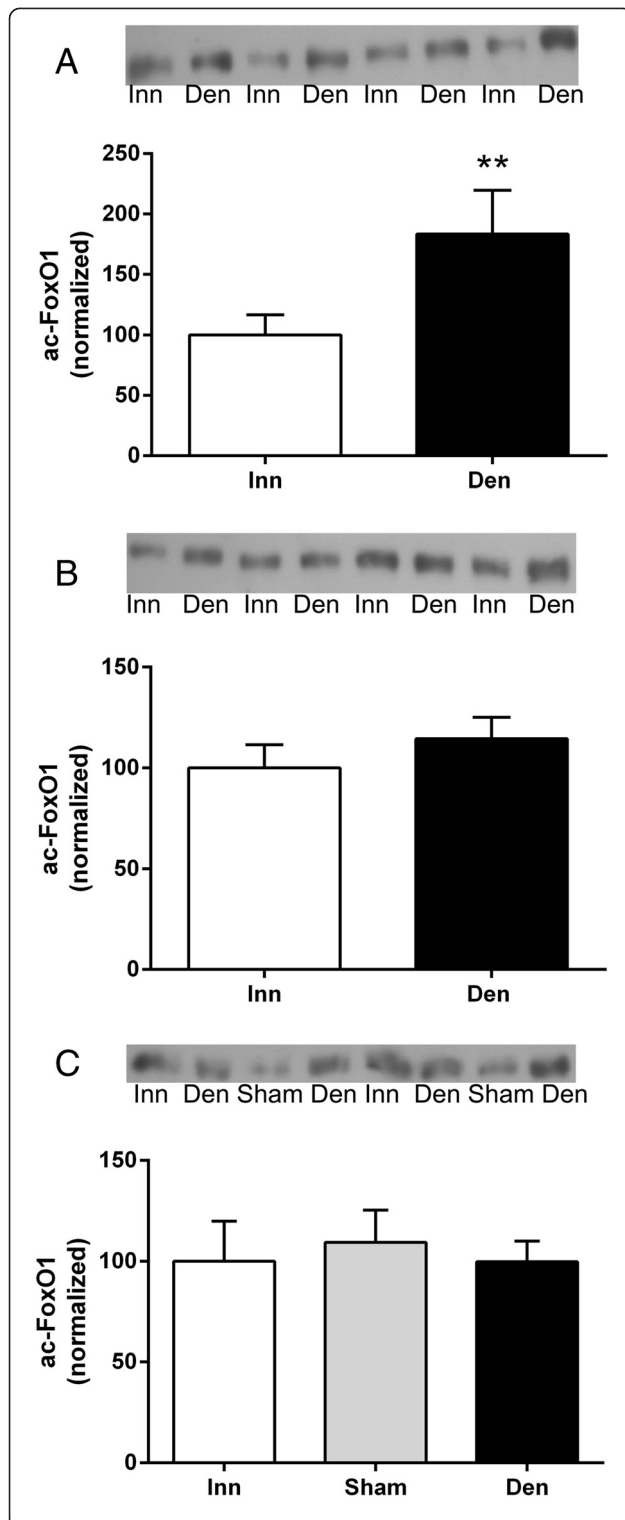 A
Inn Den Inn Den Inn Den Inn Den
250
200
150
100
50
0
ac-FoxO1
(normalized)
**
Inn Den
B
Inn Den Inn Den Inn Den Inn Den
150
100
50
0
ac-FoxO1
(normalized)
Inn Den
C
Inn Den Sham Den Inn Den Sham Den
150
100
50
0
ac-FoxO1
(normalized)
Inn Sham Den